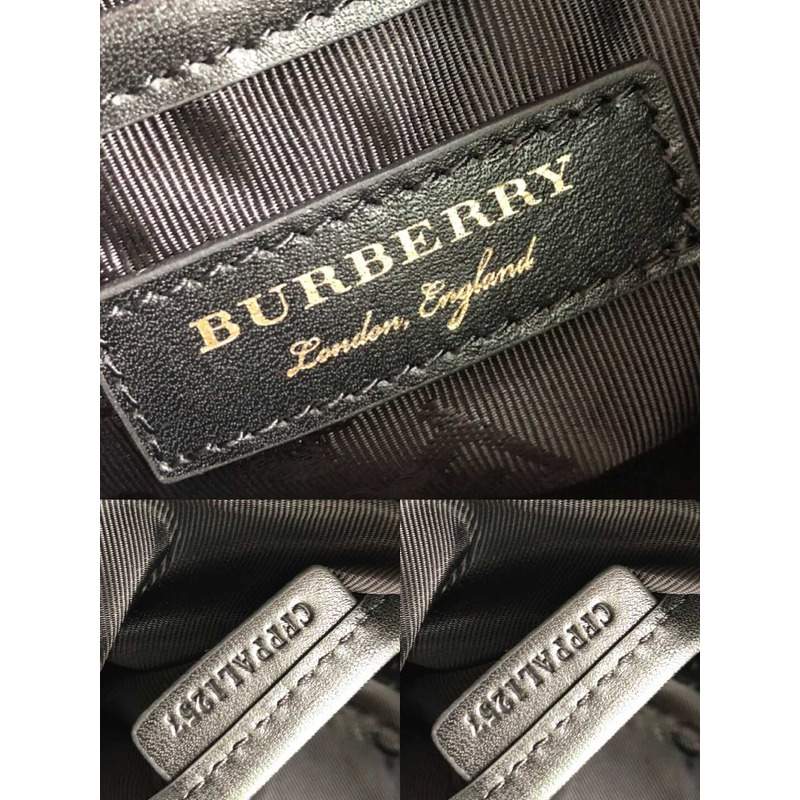 BURBERRY
London, England
CFPPAL1257
CFPPAL1257